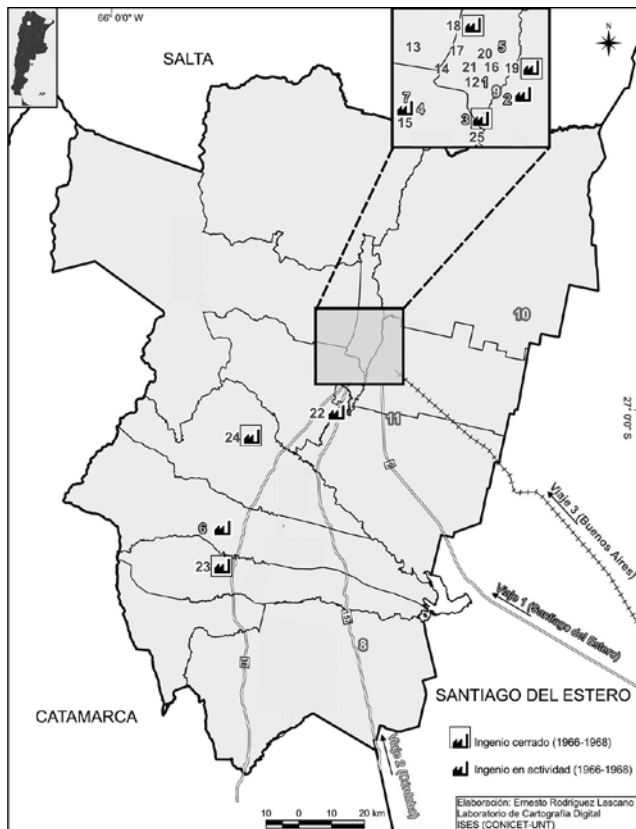 66° 0'0" W
SALTA
18
13
17
20
5
14
21
16
19
12
1
9
2
7
4
15
3
25
10
27° 0'0" S
22
11
24
Viaje 3 (Buenos Aires)
6
23
Viaje 1 (Santiago del Estero)
8
SANTIAGO DEL ESTERO
CATAMARCA
Viaje 2 (Córdoba)
Ingenio cerrado (1966-1968)
Ingenio en actividad (1966-1968)
10 0 10 20 km
Elaboración: Ernesto Rodríguez Lascano
Laboratorio de Cartografía Digital
ISES (CONICET-UNT)